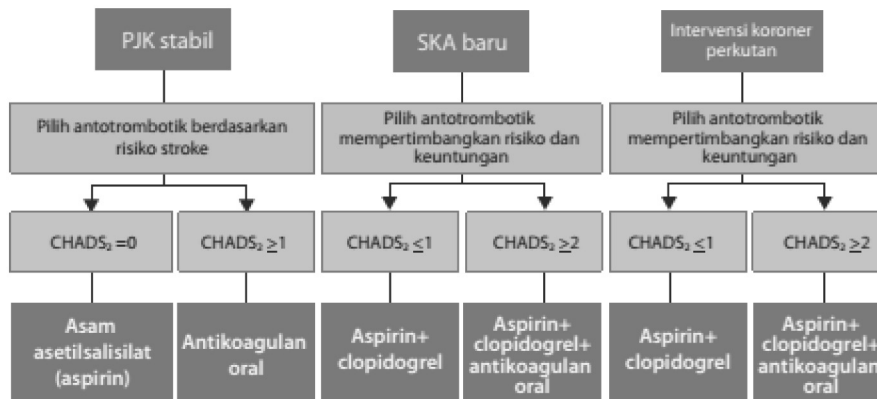 PJK stabil
SKA baru
Intervensi koroner
perkutan
Pilih antotrombotik berdasarkan
risiko stroke
Pilih antotrombotik
mempertimbangkan risiko dan
keuntungan
Pilih antotrombotik
mempertimbangkan risiko dan
keuntungan
CHADS₂ =0
CHADS₂ ≥1
CHADS₂ ≤1
CHADS₂ ≥2
CHADS₂ ≤1
CHADS₂ ≥2
Asam
asetilsalisilat
(aspirin)
Antikoagulan
oral
Aspirin+
clopidogrel
Aspirin+
clopidogrel+
antikoagulan
oral
Aspirin+
clopidogrel
Aspirin+
clopidogrel+
antikoagulan
oral